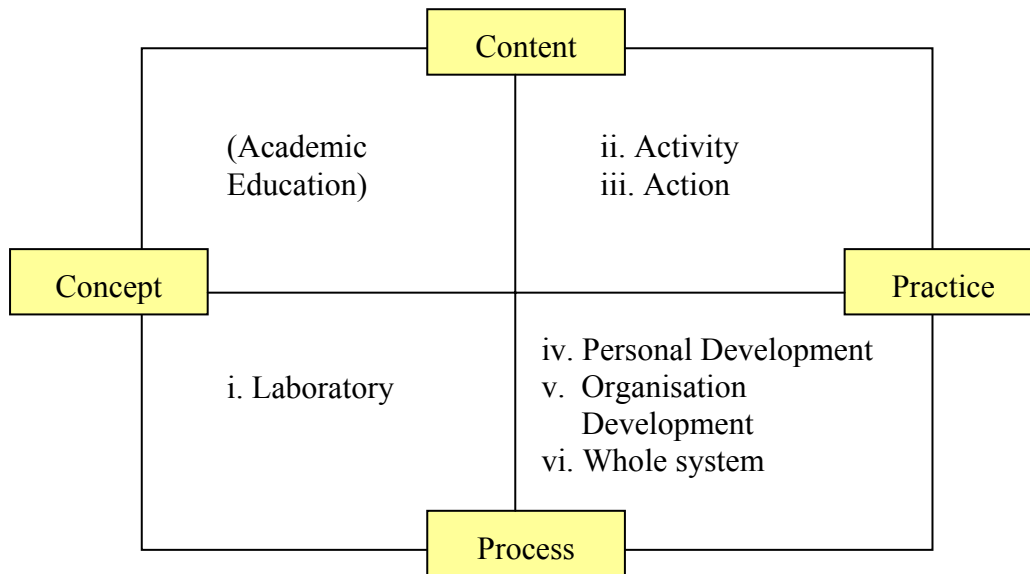 Content
(Academic
Education)
ii. Activity
iii. Action
Concept
Practice
i. Laboratory
iv. Personal Development
v. Organisation
Development
vi. Whole system
Process